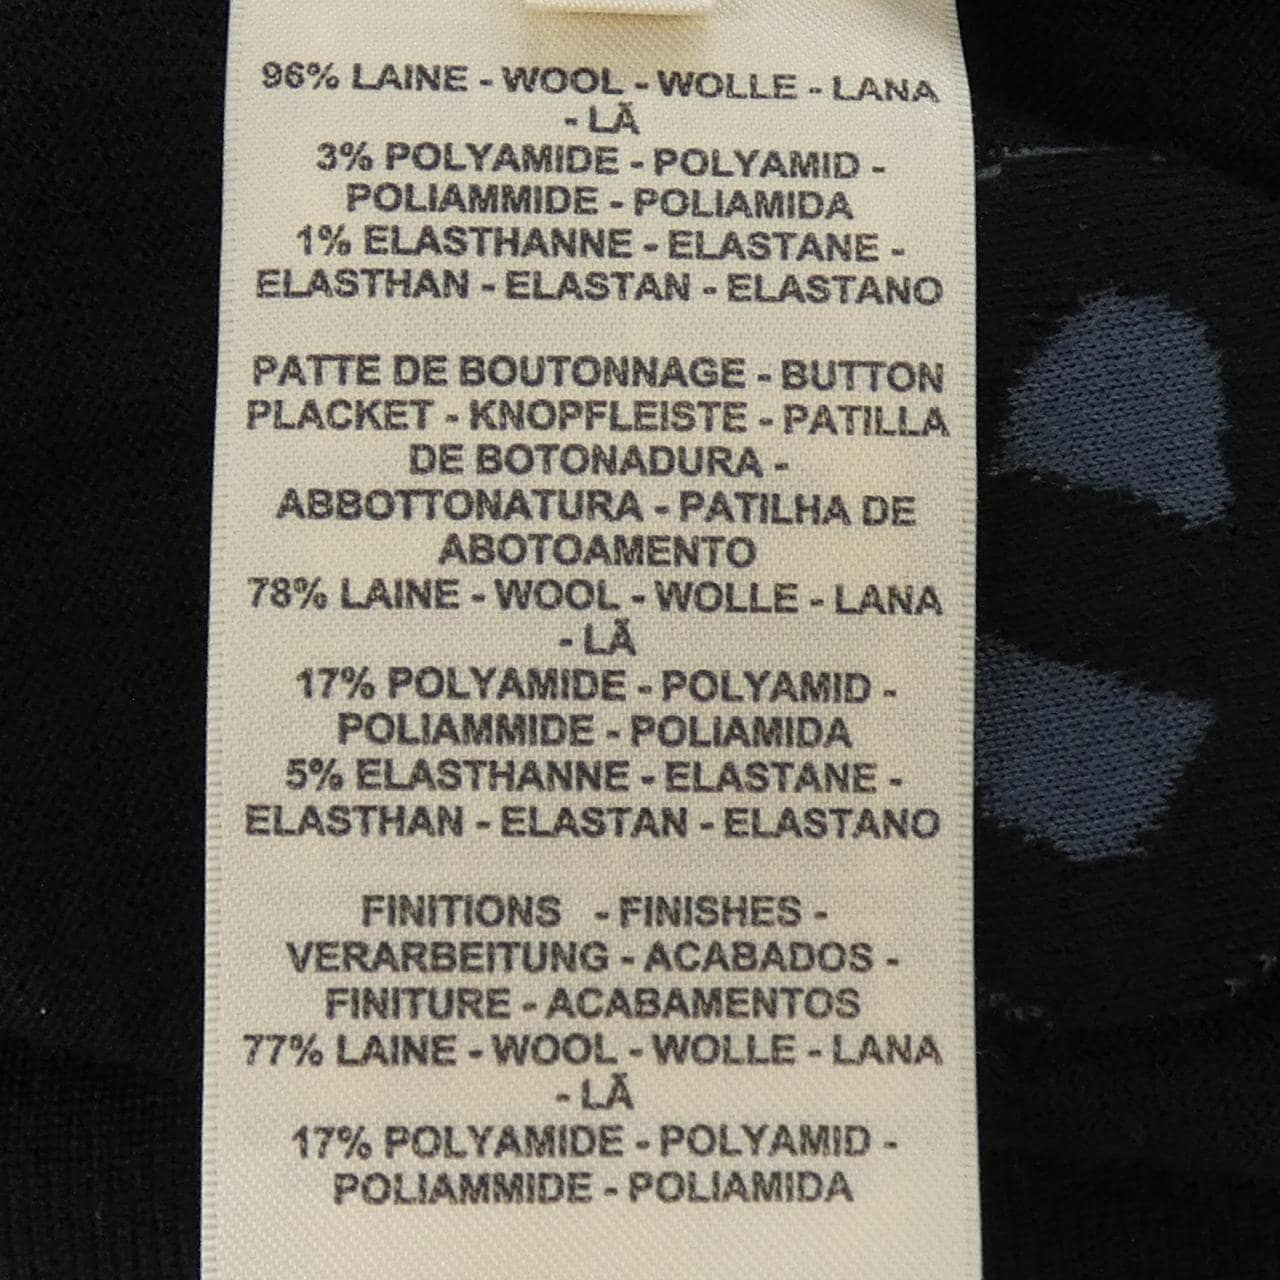 96% LAINE - WOOL - WOLLE - LANA
- LÃ
3% POLYAMIDE - POLYAMID -
POLIAMMIDE - POLIAMIDA
1% ELASTHANNE - ELASTANE -
ELASTHAN - ELASTAN - ELASTANO
PATTE DE BOUTONNAGE - BUTTON
PLACKET - KNOPFLEISTE - PATILLA
DE BOTONADURA -
ABBOTTONATURA - PATILHA DE
ABOTOAMENTO
78% LAINE - WOOL - WOLLE - LANA
- LÃ
17% POLYAMIDE - POLYAMID -
POLIAMMIDE - POLIAMIDA
5% ELASTHANNE - ELASTANE -
ELASTHAN - ELASTAN - ELASTANO
FINITIONS - FINISHES -
VERARBEITUNG - ACABADOS -
FINITURE - ACABAMENTOS
77% LAINE - WOOL - WOLLE - LANA
- LÃ
17% POLYAMIDE - POLYAMID -
POLIAMMIDE - POLIAMIDA